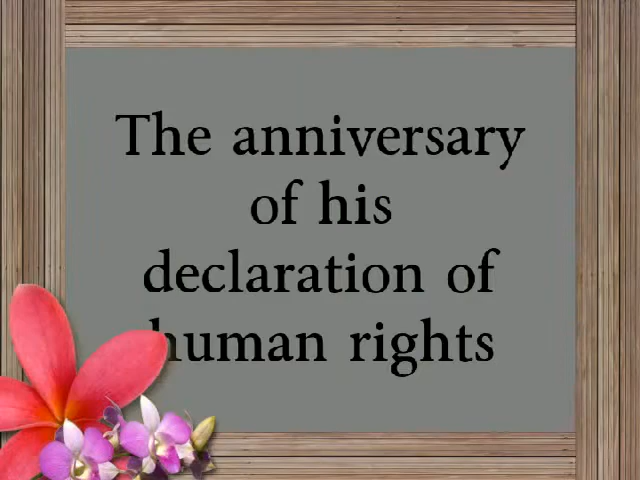 The anniversary
of his
declaration of
human rights